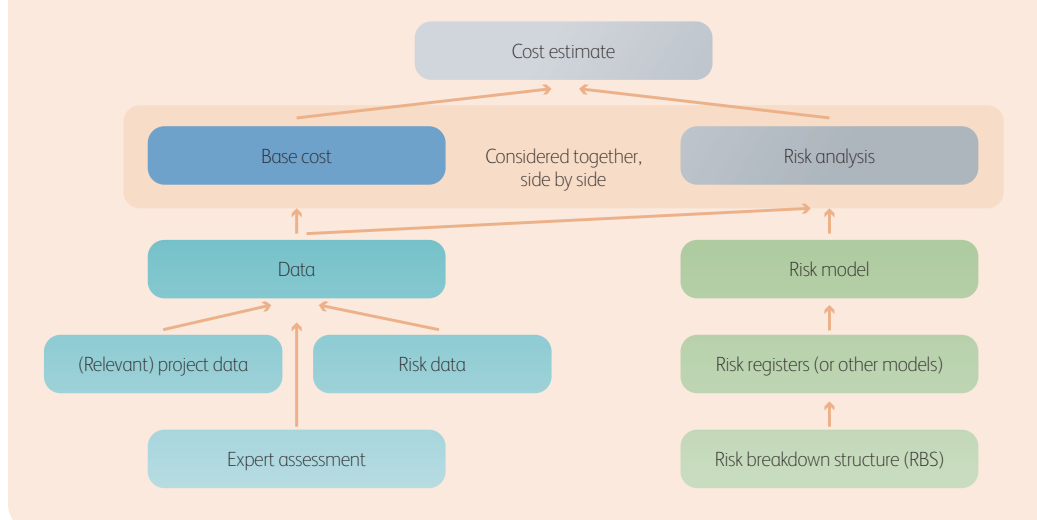 Cost estimate
Base cost
Considered together,
side by side
Risk analysis
Data
Risk model
(Relevant) project data
Risk data
Risk registers (or other models)
Expert assessment
Risk breakdown structure (RBS)